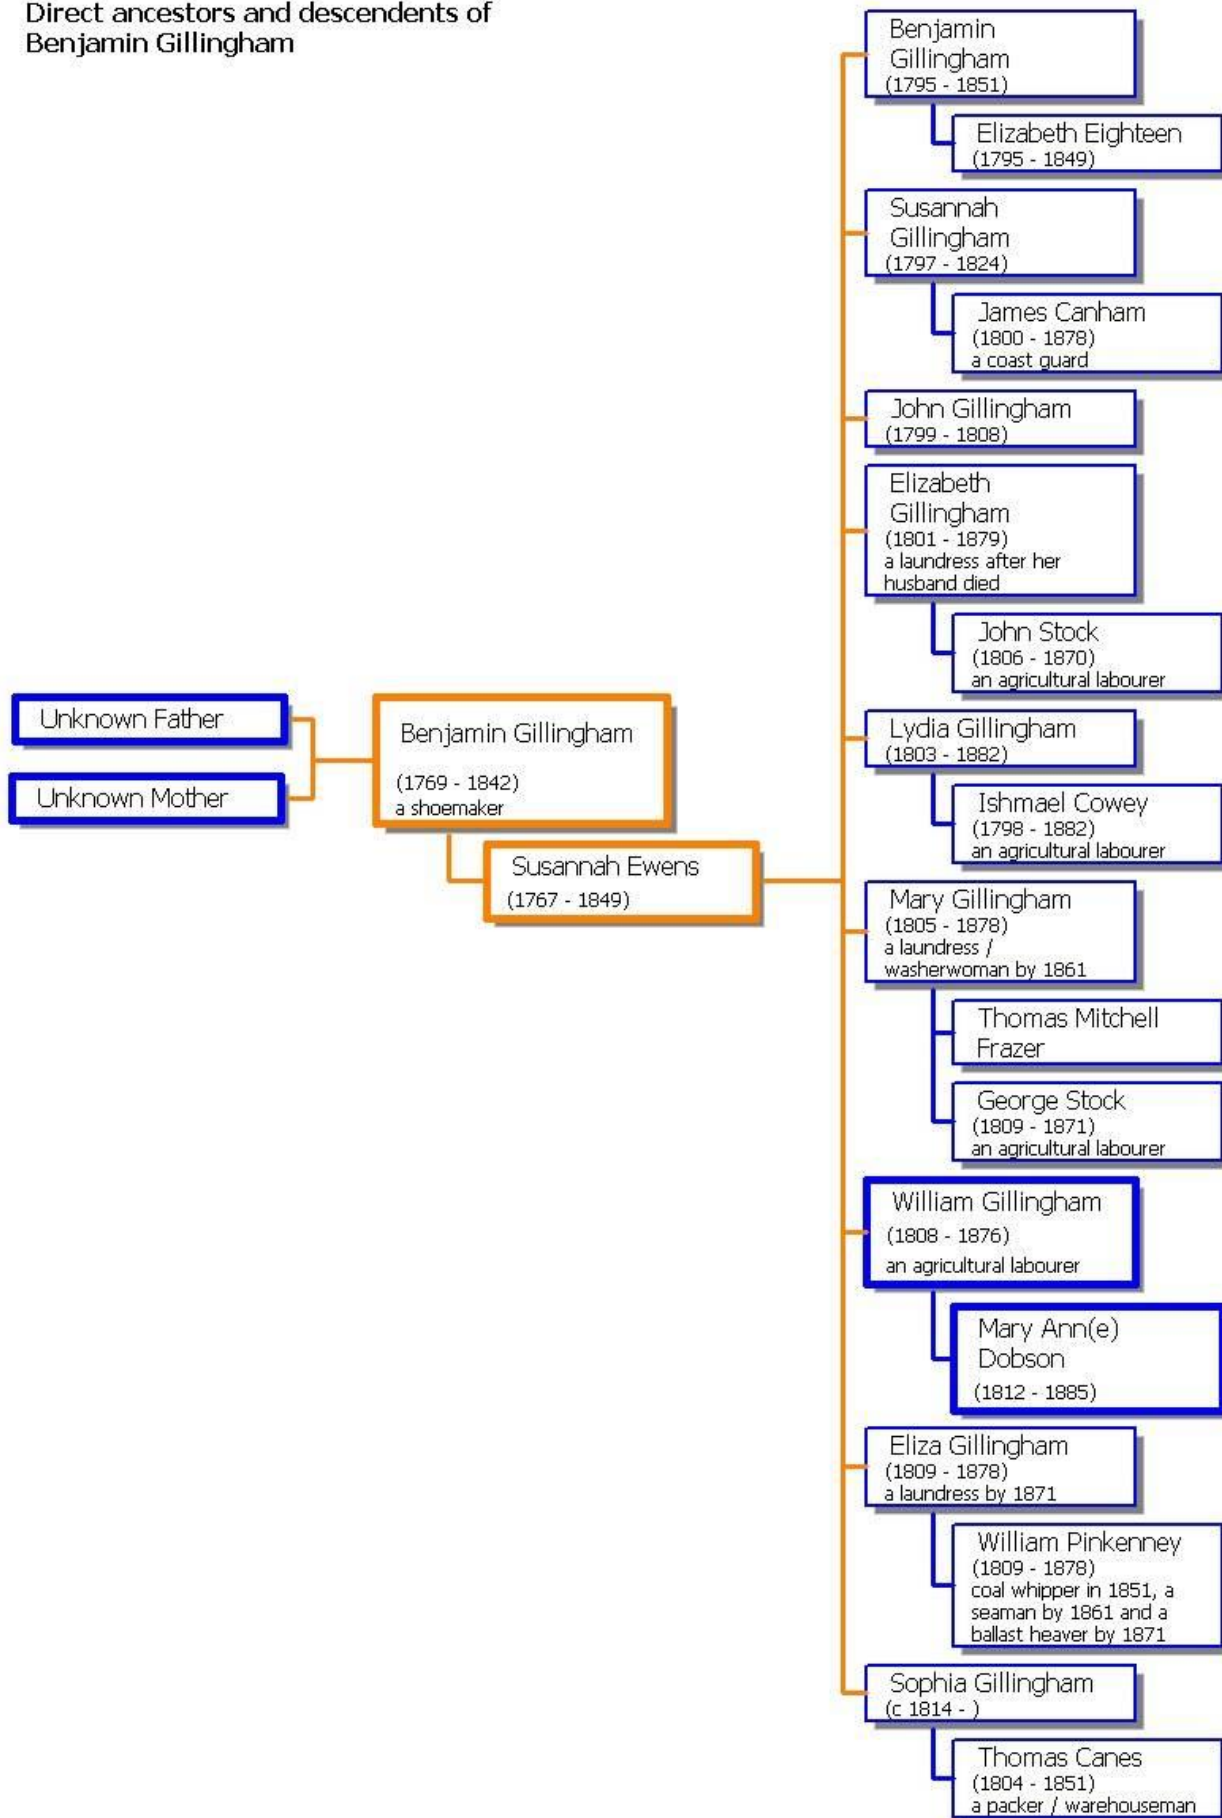 Direct ancestors and descendents of
Benjamin Gillingham
Unknown Father
Unknown Mother
Benjamin Gillingham
(1769 - 1842)
a shoemaker
Susannah Ewens
(1767 - 1849)
Benjamin
Gillingham
(1795 - 1851)
Elizabeth Eighteen
(1795 - 1849)
Susannah
Gillingham
(1797 - 1824)
James Canham
(1800 - 1878)
a coast guard
John Gillingham
(1799 - 1808)
Elizabeth
Gillingham
(1801 - 1879)
a laundress after her
husband died
John Stock
(1806 - 1870)
an agricultural labourer
Lydia Gillingham
(1803 - 1882)
Ishmael Cowey
(1798 - 1882)
an agricultural labourer
Mary Gillingham
(1805 - 1878)
a laundress /
washerwoman by 1861
Thomas Mitchell
Frazer
George Stock
(1809 - 1871)
an agricultural labourer
William Gillingham
(1808 - 1876)
an agricultural labourer
Mary Ann(e)
Dobson
(1812 - 1885)
Eliza Gillingham
(1809 - 1878)
a laundress by 1871
William Pinkenney
(1809 - 1878)
coal whipper in 1851, a
seaman by 1861 and a
ballast heaver by 1871
Sophia Gillingham
(c 1814 - )
Thomas Canes
(1804 - 1851)
a packer / warehouseman